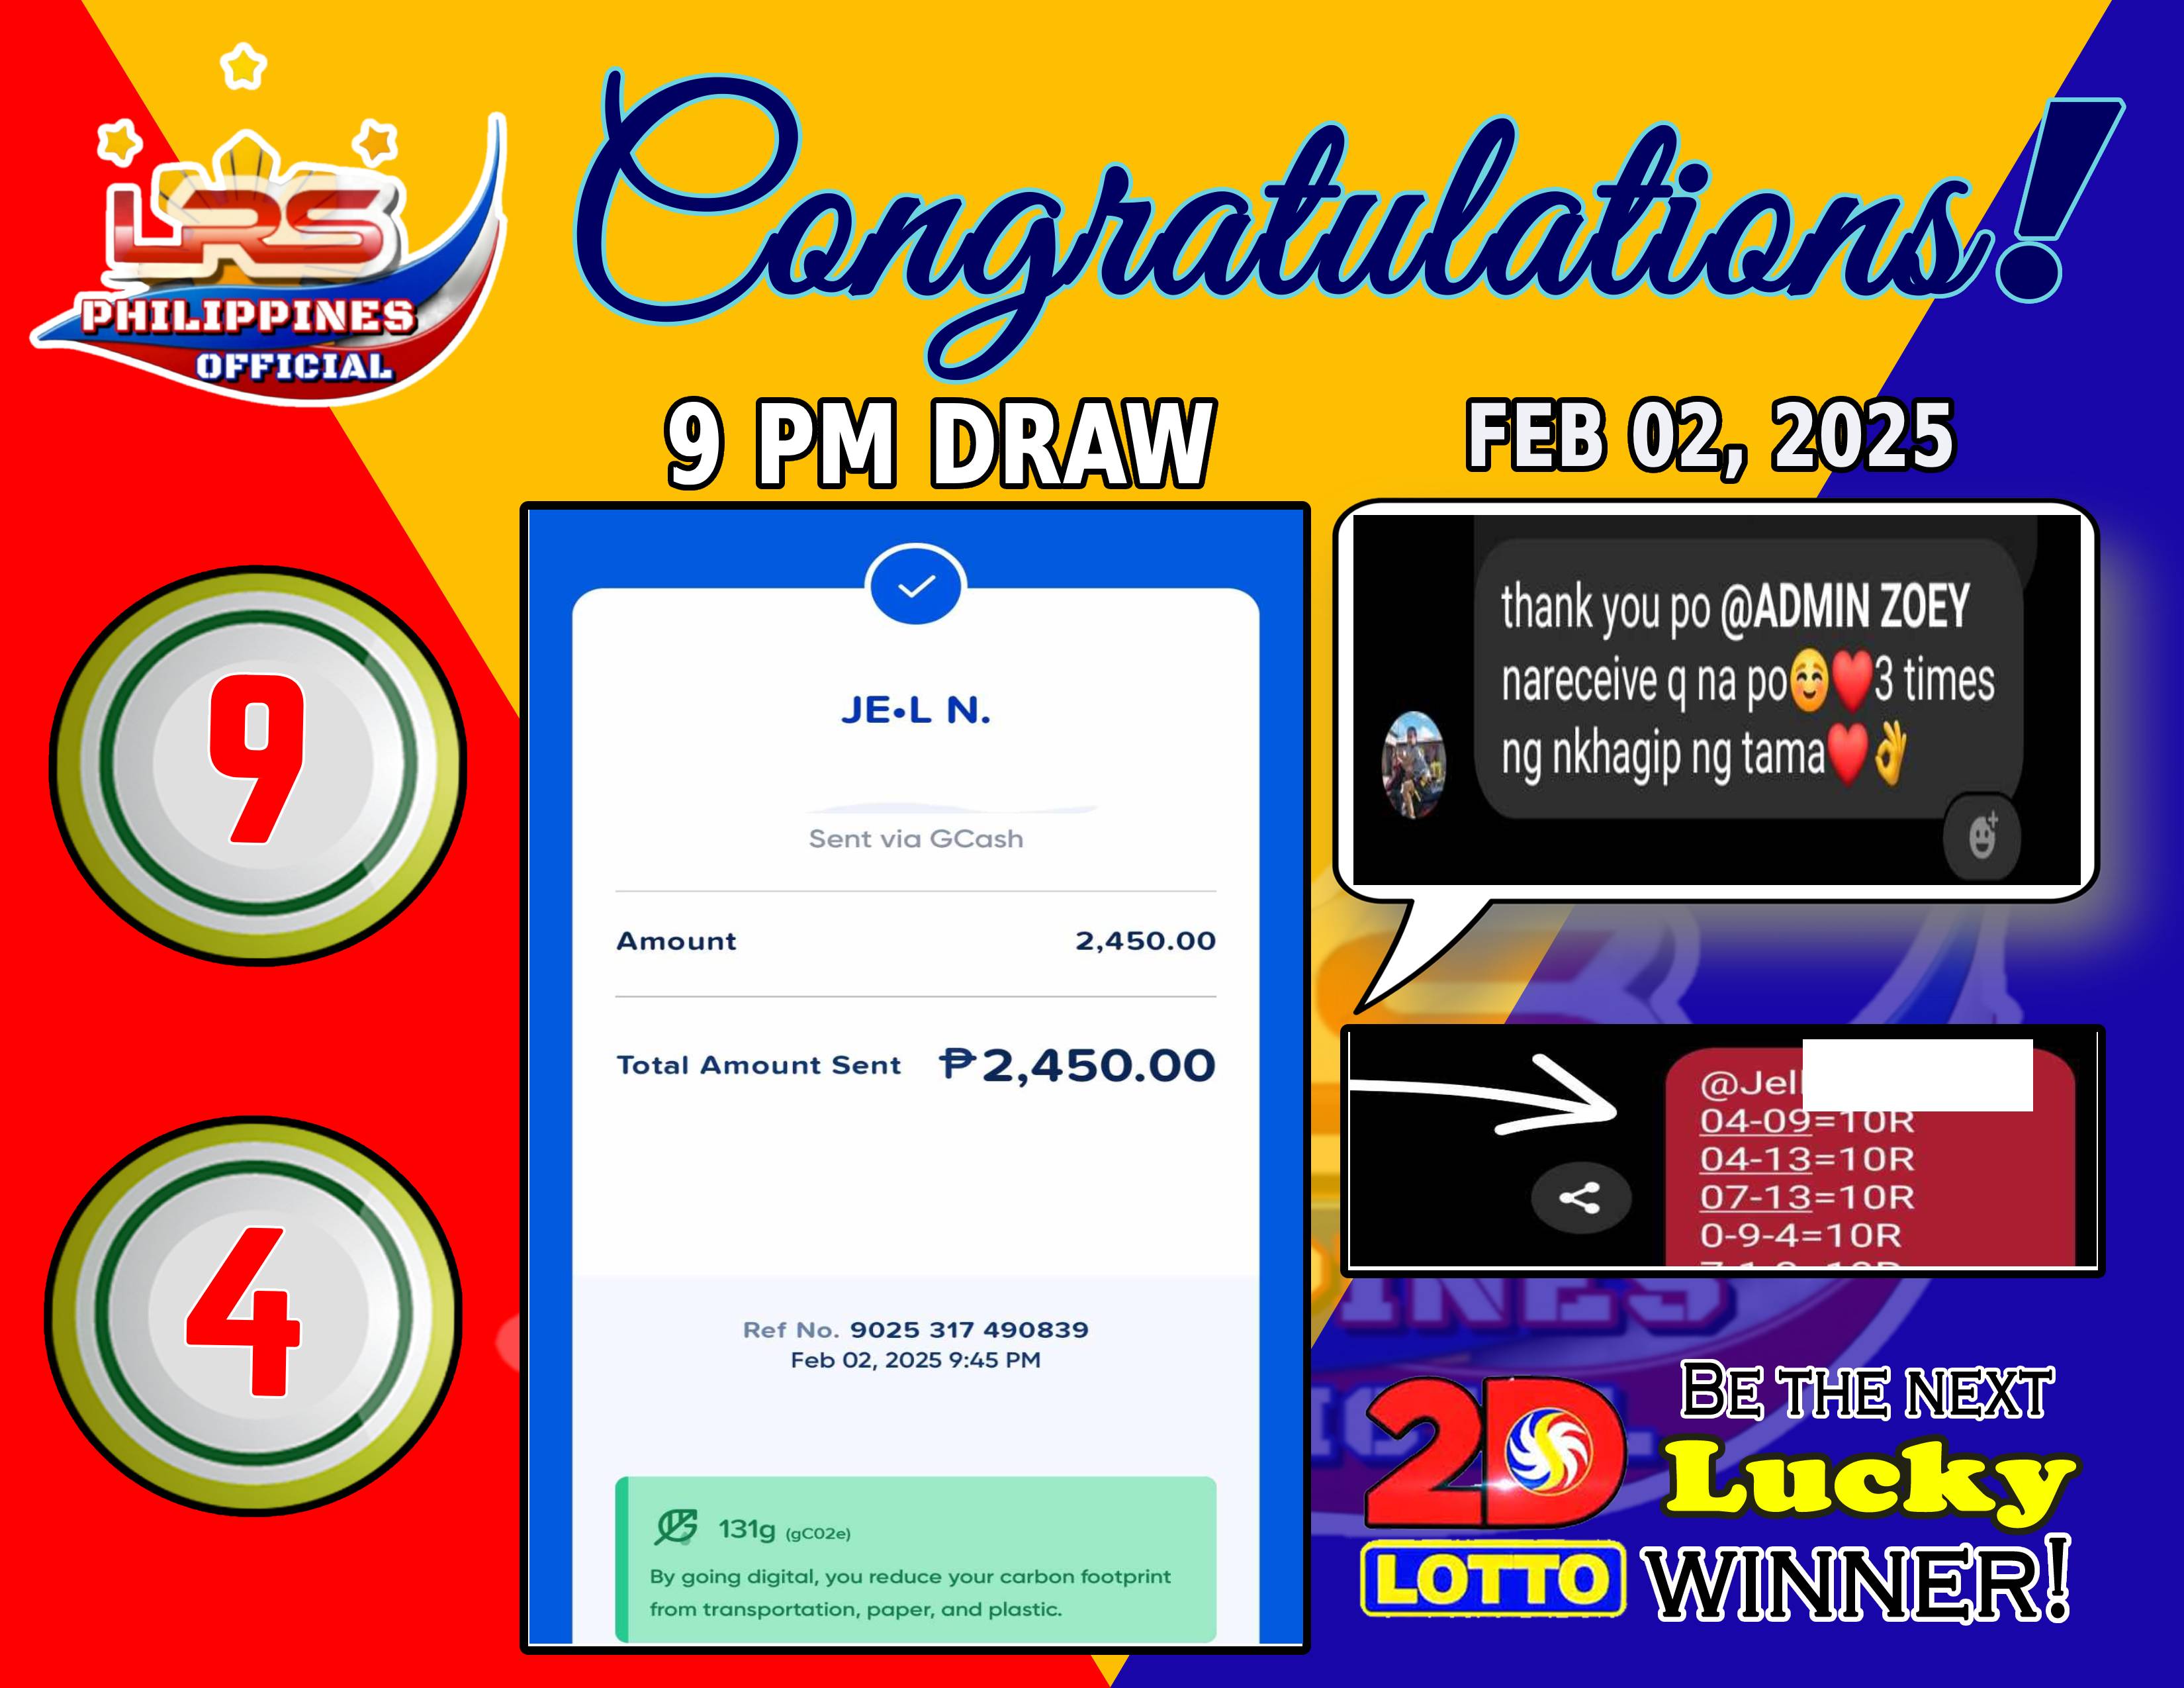 LRS
PHILIPPINES
OFFICIAL
Congratulations!
9 PM DRAW
FEB 02, 2025
9
4
JE•L N.
Sent via GCash
Amount 2,450.00
Total Amount Sent ₱2,450.00
Ref No. 9025 317 490839
Feb 02, 2025 9:45 PM
131g (gC02e)
By going digital, you reduce your carbon footprint
from transportation, paper, and plastic.
thank you po @ADMIN ZOEY
nareceive q na po☺️❤️3 times
ng nkhagip ng tama❤️👌
@Jell
04-09=10R
04-13=10R
07-13=10R
0-9-4=10R
2D
LOTTO
BE THE NEXT
Lucky
WINNER!